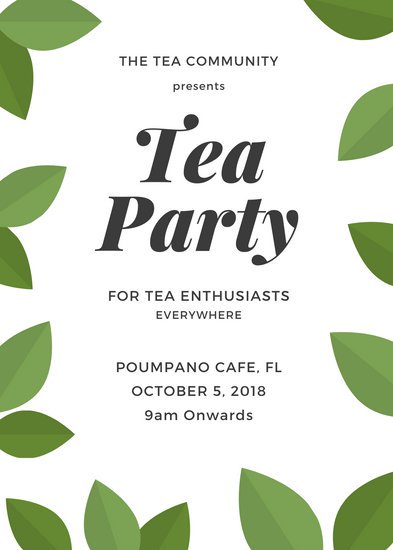 THE TEA COMMUNITY
presents
Tea
Party
FOR TEA ENTHUSIASTS
EVERYWHERE
POUMPANO CAFE, FL
OCTOBER 5, 2018
9am Onwards